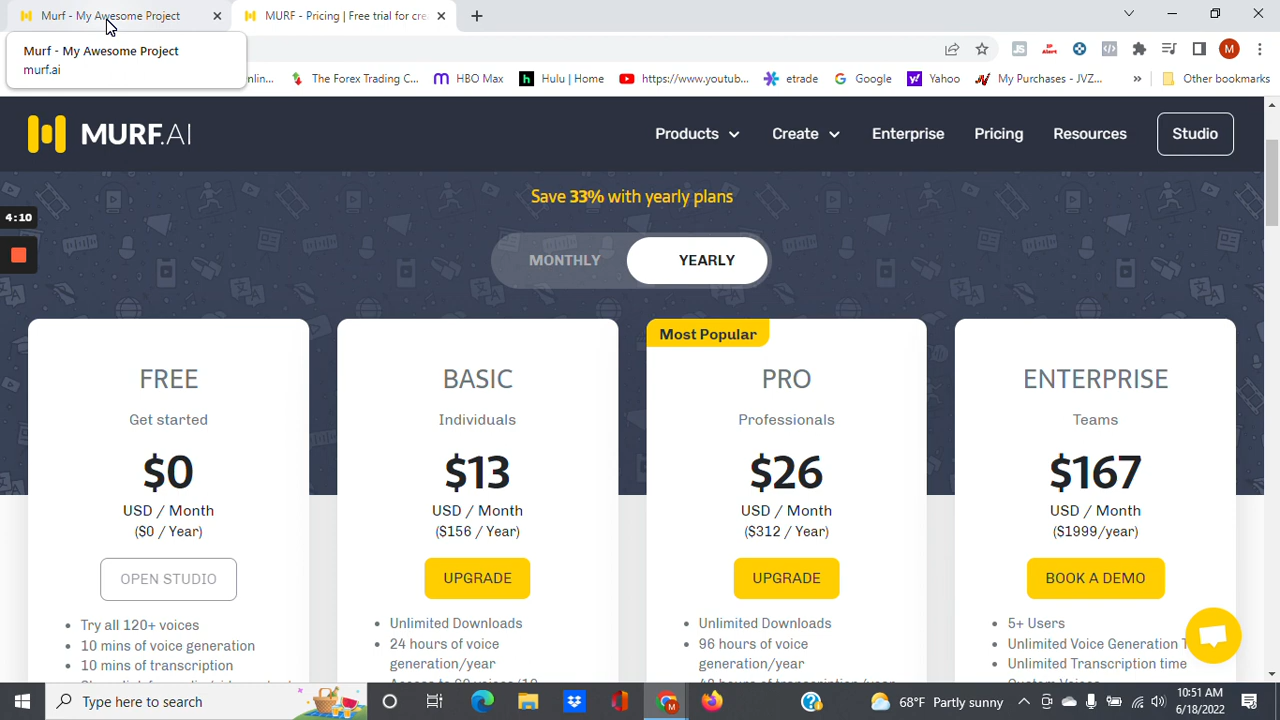 Murf - My Awesome Project
MURF - Pricing | Free trial for cre
Murf - My Awesome Project
murf.ai
JS
IP Alert
M
nlin...
The Forex Trading C...
HBO Max
Hulu | Home
https://www.youtub...
etrade
Google
Yahoo
My Purchases - JVZ...
»
Other bookmarks
MURF.AI
Products
Create
Enterprise
Pricing
Resources
Studio
Save 33% with yearly plans
4:10
MONTHLY
YEARLY
FREE
Get started
$0
USD / Month
($0 / Year)
OPEN STUDIO
• Try all 120+ voices
• 10 mins of voice generation
• 10 mins of transcription
BASIC
Individuals
$13
USD / Month
($156 / Year)
UPGRADE
• Unlimited Downloads
• 24 hours of voice
generation/year
Most Popular
PRO
Professionals
$26
USD / Month
($312 / Year)
UPGRADE
• Unlimited Downloads
• 96 hours of voice
generation/year
ENTERPRISE
Teams
$167
USD / Month
($1999/year)
BOOK A DEMO
• 5+ Users
• Unlimited Voice Generation T
• Unlimited Transcription time
Type here to search
68°F Partly sunny
10:51 AM
6/18/2022